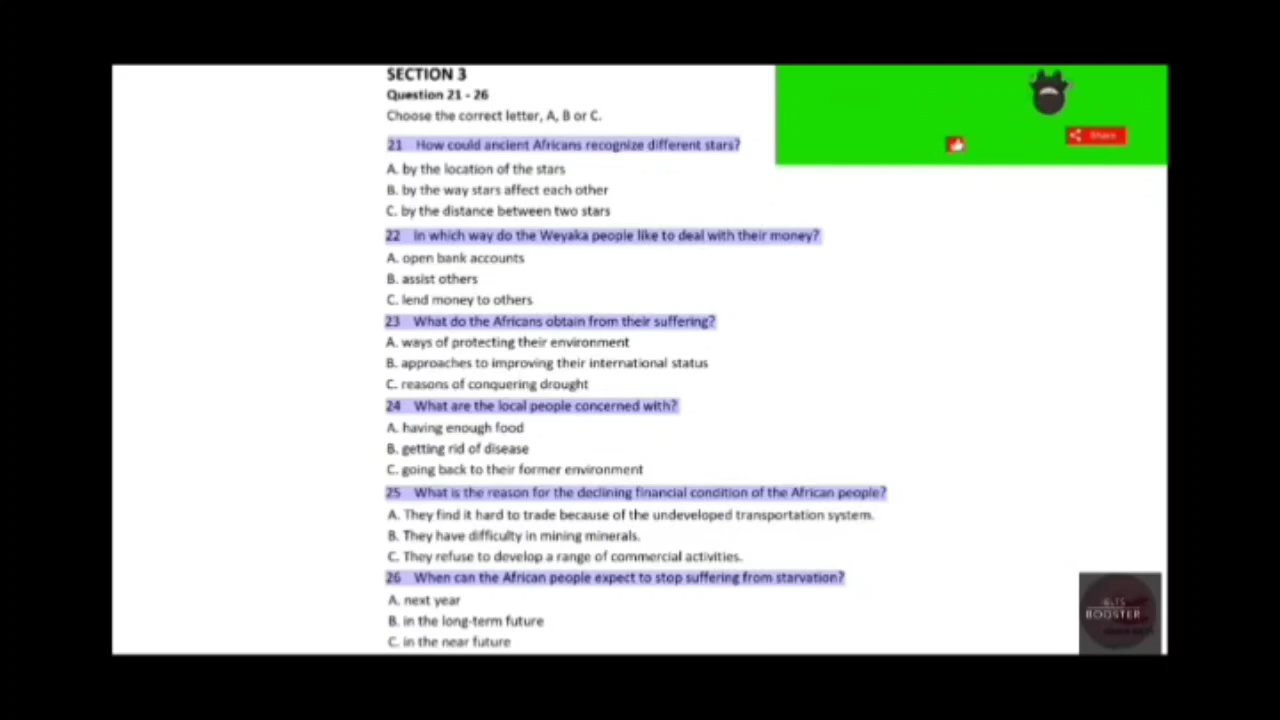 SECTION 3
Question 21 - 26
Choose the correct letter, A, B or C.
21 How could ancient Africans recognize different stars?
A. by the location of the stars
B. by the way stars affect each other
C. by the distance between two stars
22 In which way do the Weyaka people like to deal with their money?
A. open bank accounts
B. assist others
C. lend money to others
23 What do the Africans obtain from their suffering?
A. ways of protecting their environment
B. approaches to improving their international status
C. reasons of conquering drought
24 What are the local people concerned with?
A. having enough food
B. getting rid of disease
C. going back to their former environment
25 What is the reason for the declining financial condition of the African people?
A. They find it hard to trade because of the undeveloped transportation system.
B. They have difficulty in mining minerals.
C. They refuse to develop a range of commercial activities.
26 When can the African people expect to stop suffering from starvation?
A. next year
B. in the long-term future
C. in the near future
Share
IELTS
BOOSTER